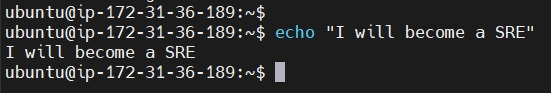 ubuntu@ip-172-31-36-189:~$
ubuntu@ip-172-31-36-189:~$ echo "I will become a SRE"
I will become a SRE
ubuntu@ip-172-31-36-189:~$